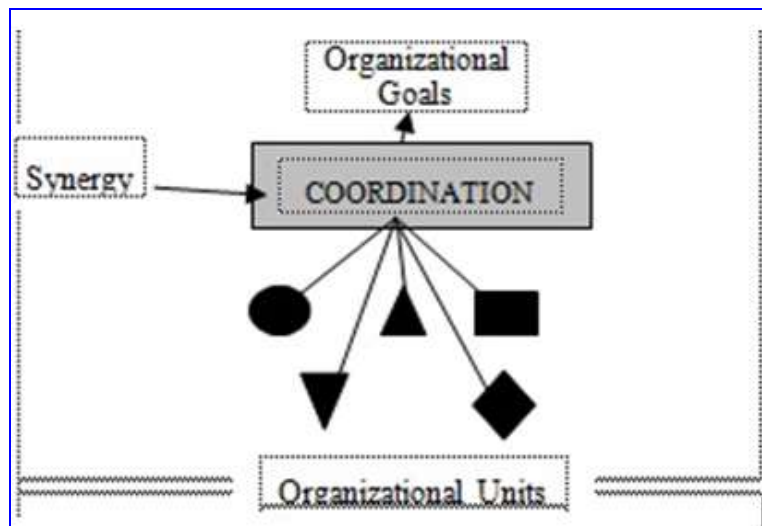 Organizational
Goals
Synergy
COORDINATION
Organizational Units